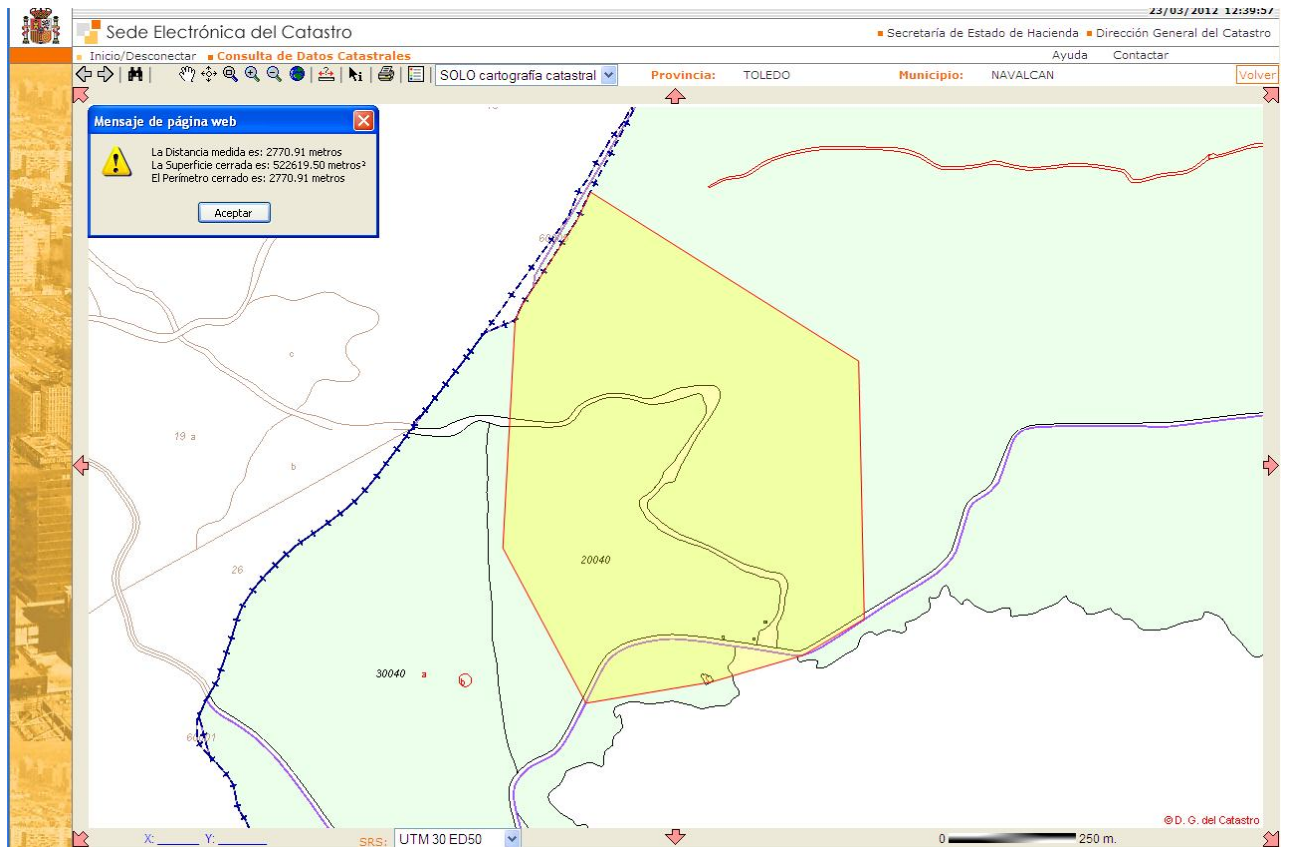 23/03/2012 12:39:57
Sede Electrónica del Catastro
Secretaría de Estado de Hacienda Dirección General del Catastro
Inicio/Desconectar Consulta de Datos Catastrales
Ayuda Contactar
SOLO cartografía catastral
Provincia: TOLEDO
Municipio: NAVALCAN
Volver
Mensaje de página web
La Distancia medida es: 2770.91 metros
La Superficie cerrada es: 522619.50 metros²
El Perímetro cerrado es: 2770.91 metros
Aceptar
c
19 a
b
26
20040
30040 a b
X: Y:
SRS: UTM 30 ED50
0 250 m.
© D. G. del Catastro